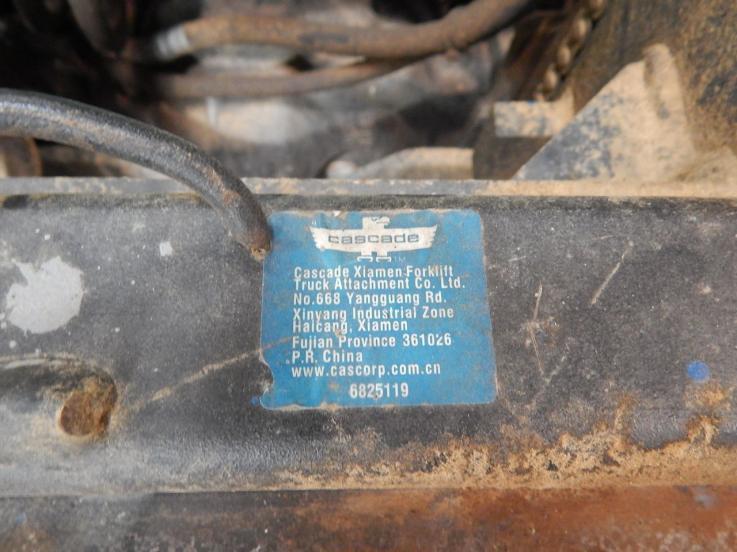 cascade
TM
Cascade Xiamen Forklift
Truck Attachment Co. Ltd.
No.668 Yangguang Rd.
Xinyang Industrial Zone
Haicang, Xiamen
Fujian Province 361026
P.R. China
www.cascorp.com.cn
6825119